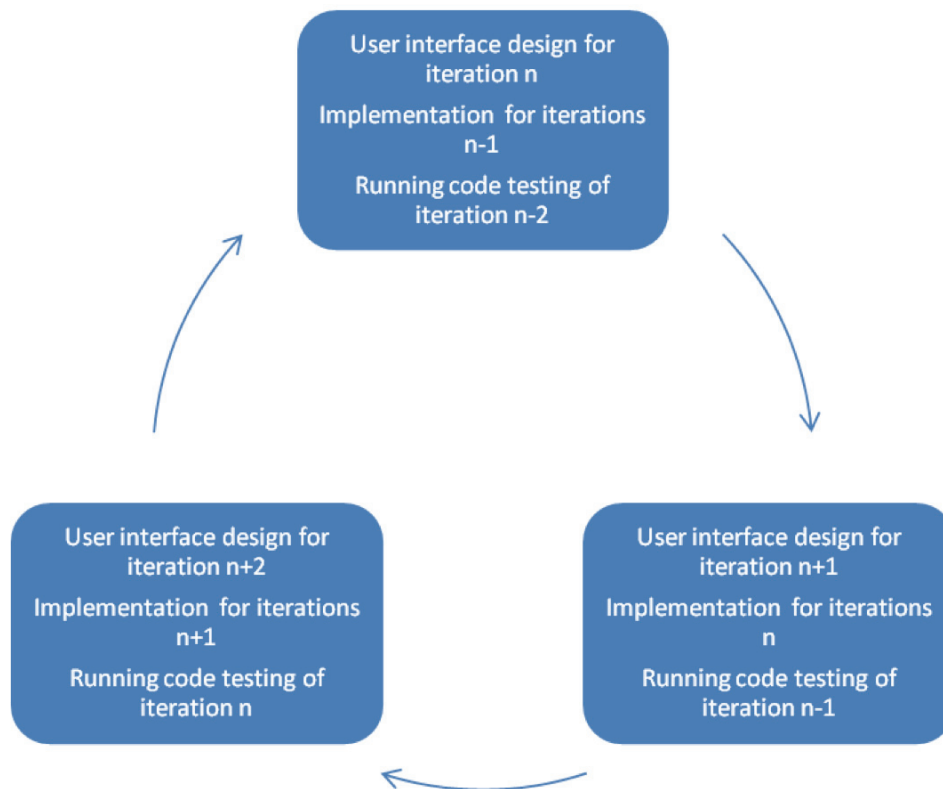 User interface design for
iteration n
Implementation for iterations
n-1
Running code testing of
iteration n-2
User interface design for
iteration n+2
Implementation for iterations
n+1
Running code testing of
iteration n
User interface design for
iteration n+1
Implementation for iterations
n
Running code testing of
iteration n-1